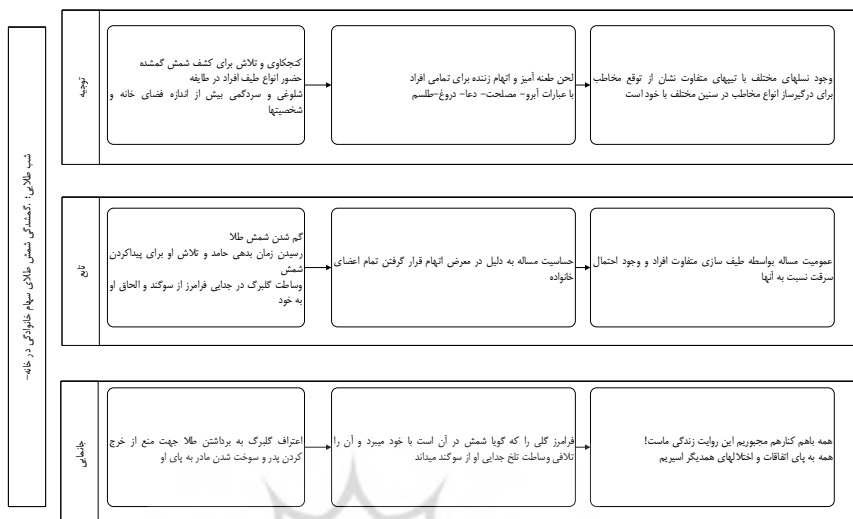 شب طلایی؛ .گمشدگی شمش طلای سهام خانوادگی در خانه-
توجیه
کنجکاوی و تلاش برای کشف شمش گمشده
حضور انواع طیف افراد در طایفه
شلوغی و سردگمی بیش از اندازه فضای خانه و
شخصیتها
لحن طعنه آمیز و اتهام زننده برای تمامی افراد
با عبارات آبرو- مصلحت- دعا- دروغ-طلسم
وجود نسلهای مختلف با تیپهای متفاوت نشان از توقع مخاطب
برای درگیرساز انواع مخاطب در سنین مختلف با خود است
تابع
گم شدن شمش طلا
رسیدن زمان بدهی حامد و تلاش او برای پیداکردن
شمش
وساطت گلبرگ در جدایی فرامرز از سوگند و الحاق او
به خود
حساسیت مساله به دلیل در معرض اتهام قرار گرفتن تمام اعضای
خانواده
عمومیت مساله بواسطه طیف سازی متفاوت افراد و وجود احتمال
سرقت نسبت به آنها
جانمایی
اعتراف گلبرگ به برداشتن طلا جهت منع از خرج
کردن پدر و سوخت شدن مادر به پای او
فرامرز گلی را که گویا شمش در آن است با خود میبرد و آن را
تلافی وساطت تلخ جدایی او از سوگند میداند
همه باهم کنارهم مجبوریم این روایت زندگی ماست!
همه به پای اتفاقات و اختلالهای همدیگر اسیریم